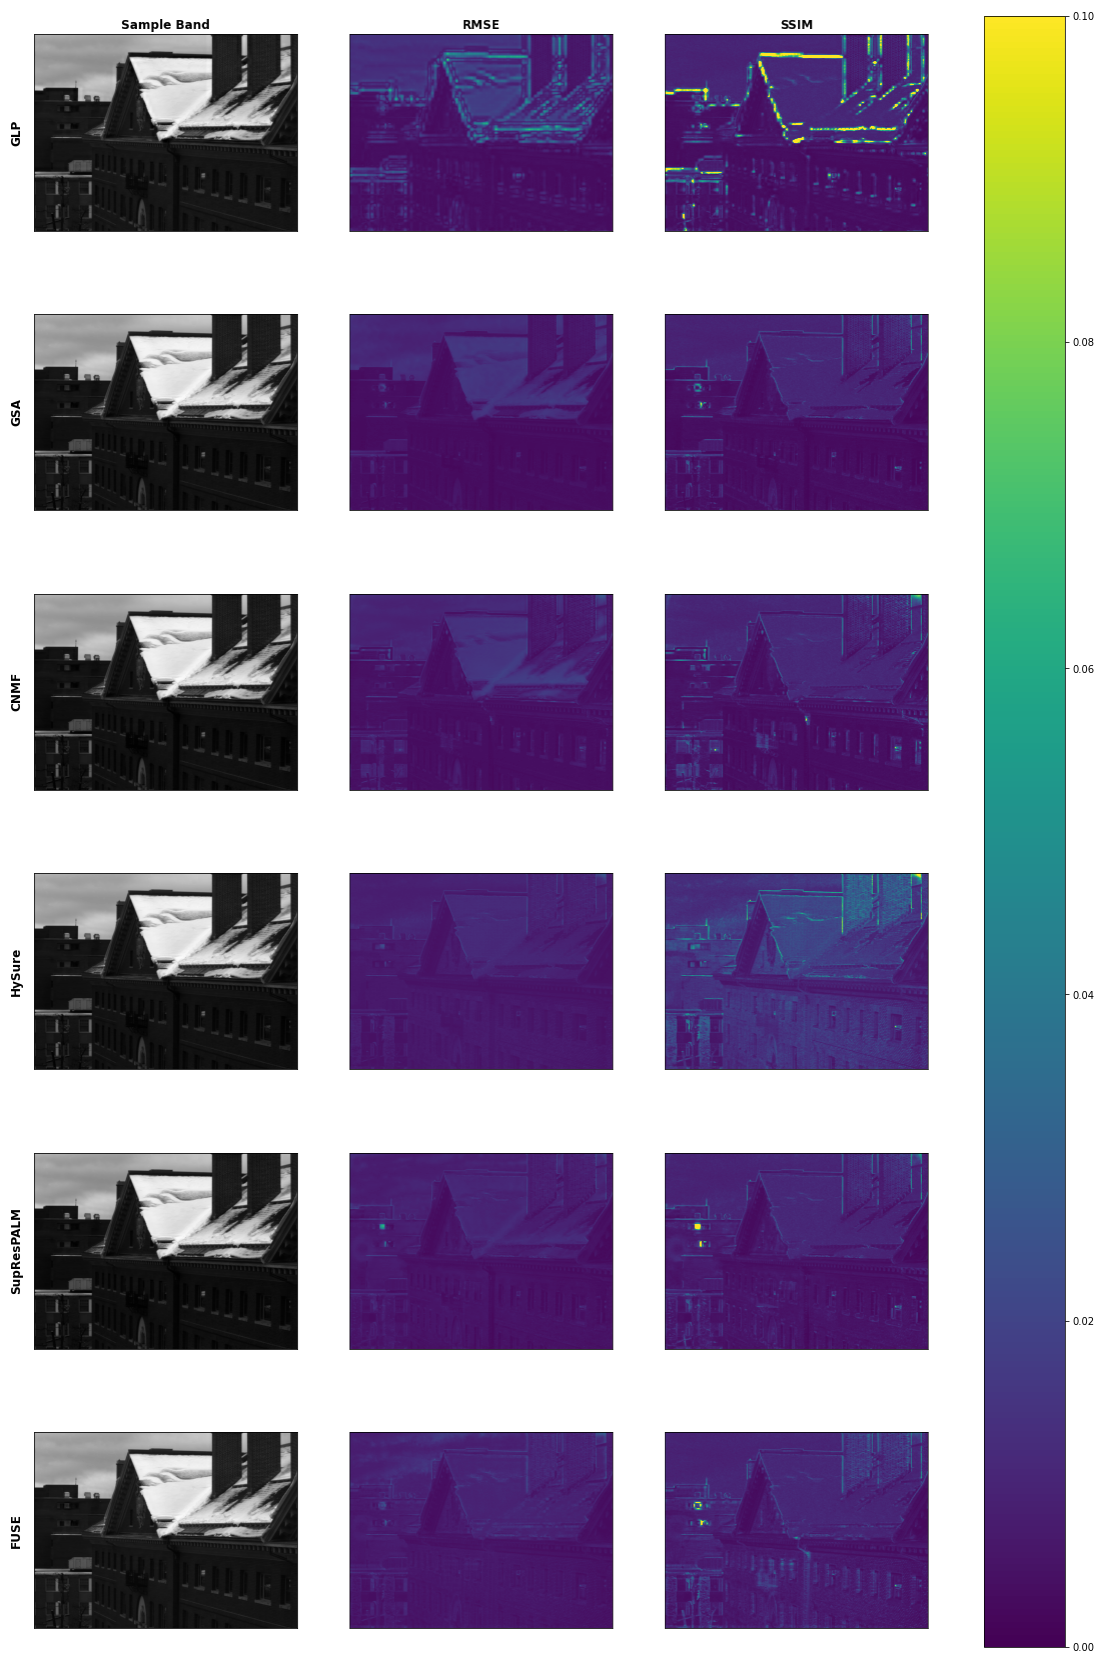 Sample Band
RMSE
SSIM
GLP
GSA
CNMF
HySure
SupResPALM
FUSE
0.10
0.08
0.06
0.04
0.02
0.00